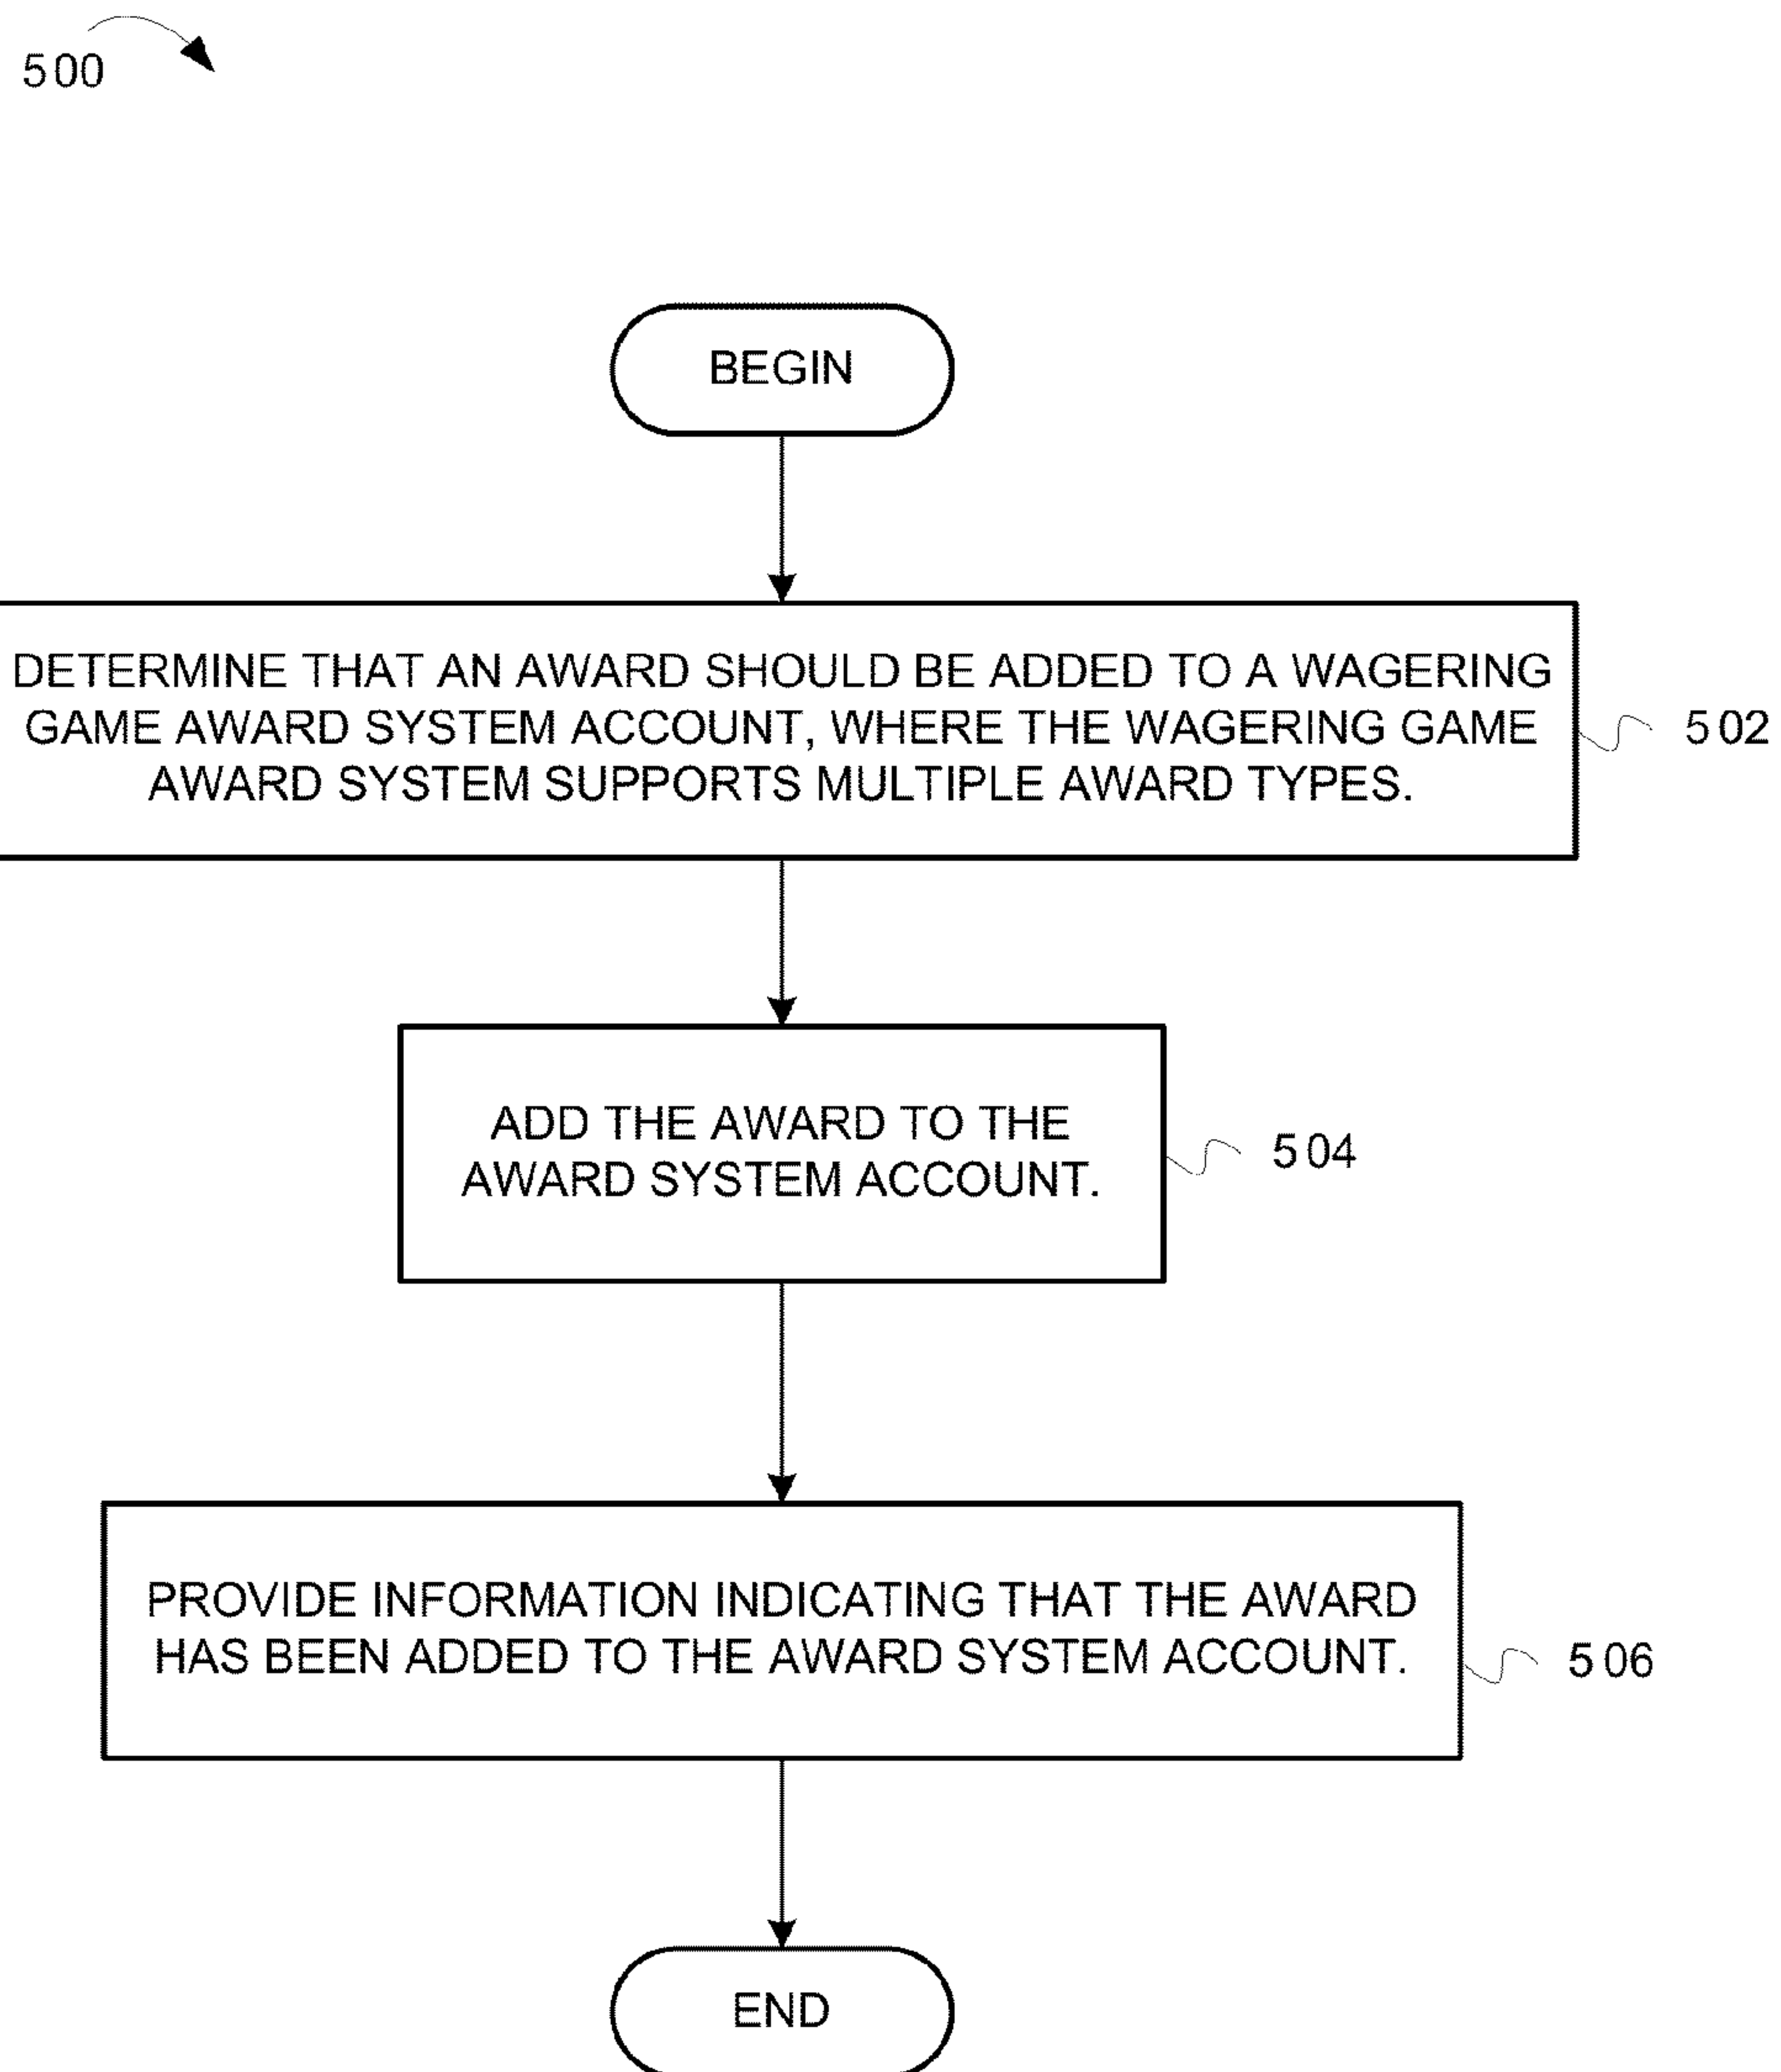 500
BEGIN
DETERMINE THAT AN AWARD SHOULD BE ADDED TO A WAGERING
GAME AWARD SYSTEM ACCOUNT, WHERE THE WAGERING GAME
AWARD SYSTEM SUPPORTS MULTIPLE AWARD TYPES.
502
ADD THE AWARD TO THE
AWARD SYSTEM ACCOUNT.
504
PROVIDE INFORMATION INDICATING THAT THE AWARD
HAS BEEN ADDED TO THE AWARD SYSTEM ACCOUNT.
506
END